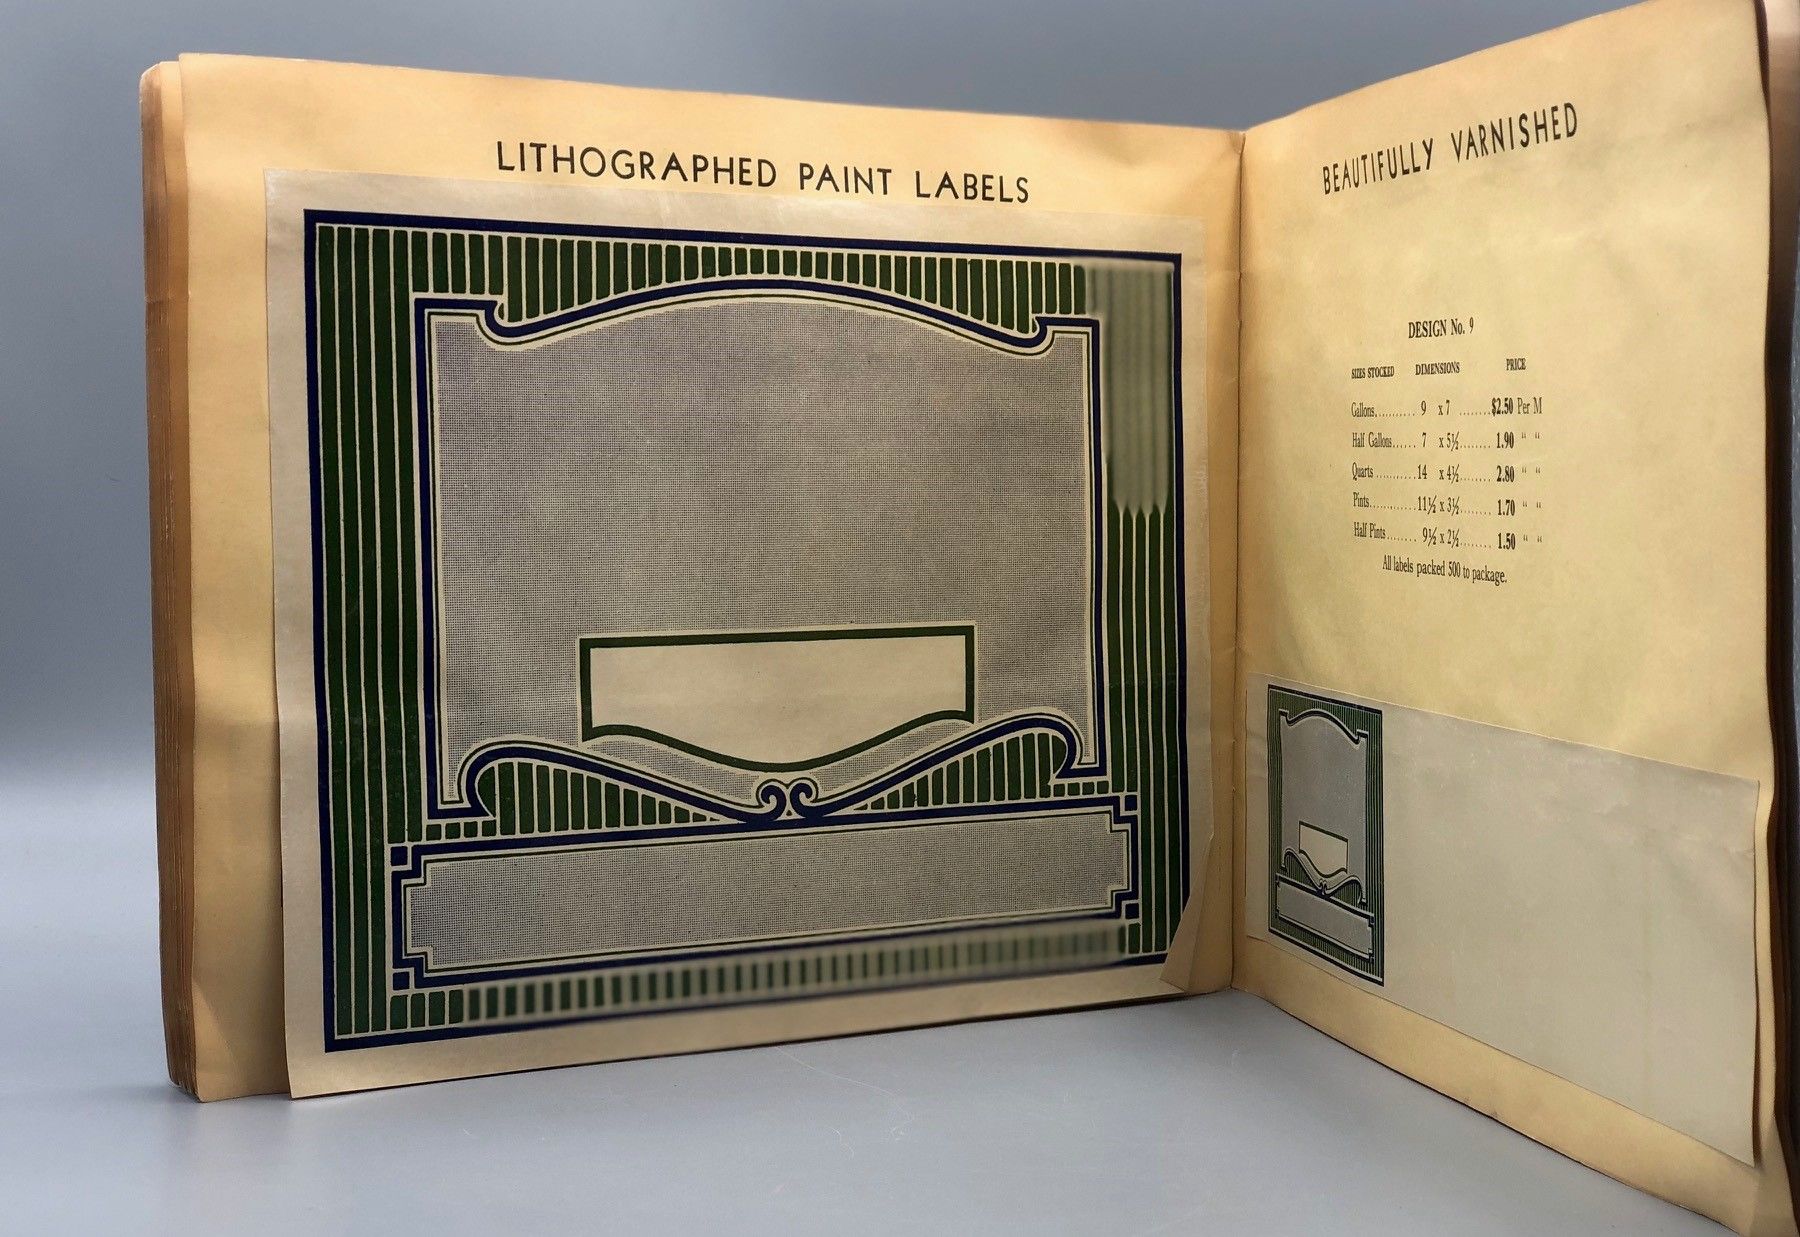 LITHOGRAPHED PAINT LABELS
BEAUTIFULLY VARNISHED
DESIGN No. 9
SIZES STOCKED DIMENSIONS PRICE
Gallons........... 9 x 7 ........$2.50 Per M
Half Gallons...... 7 x 5½........ 1.90 " "
Quarts ...........14 x 4½........ 2.80 " "
Pints............11½ x 3½........ 1.70 " "
Half Pints........ 9½ x 2½........ 1.50 " "
All labels packed 500 to package.